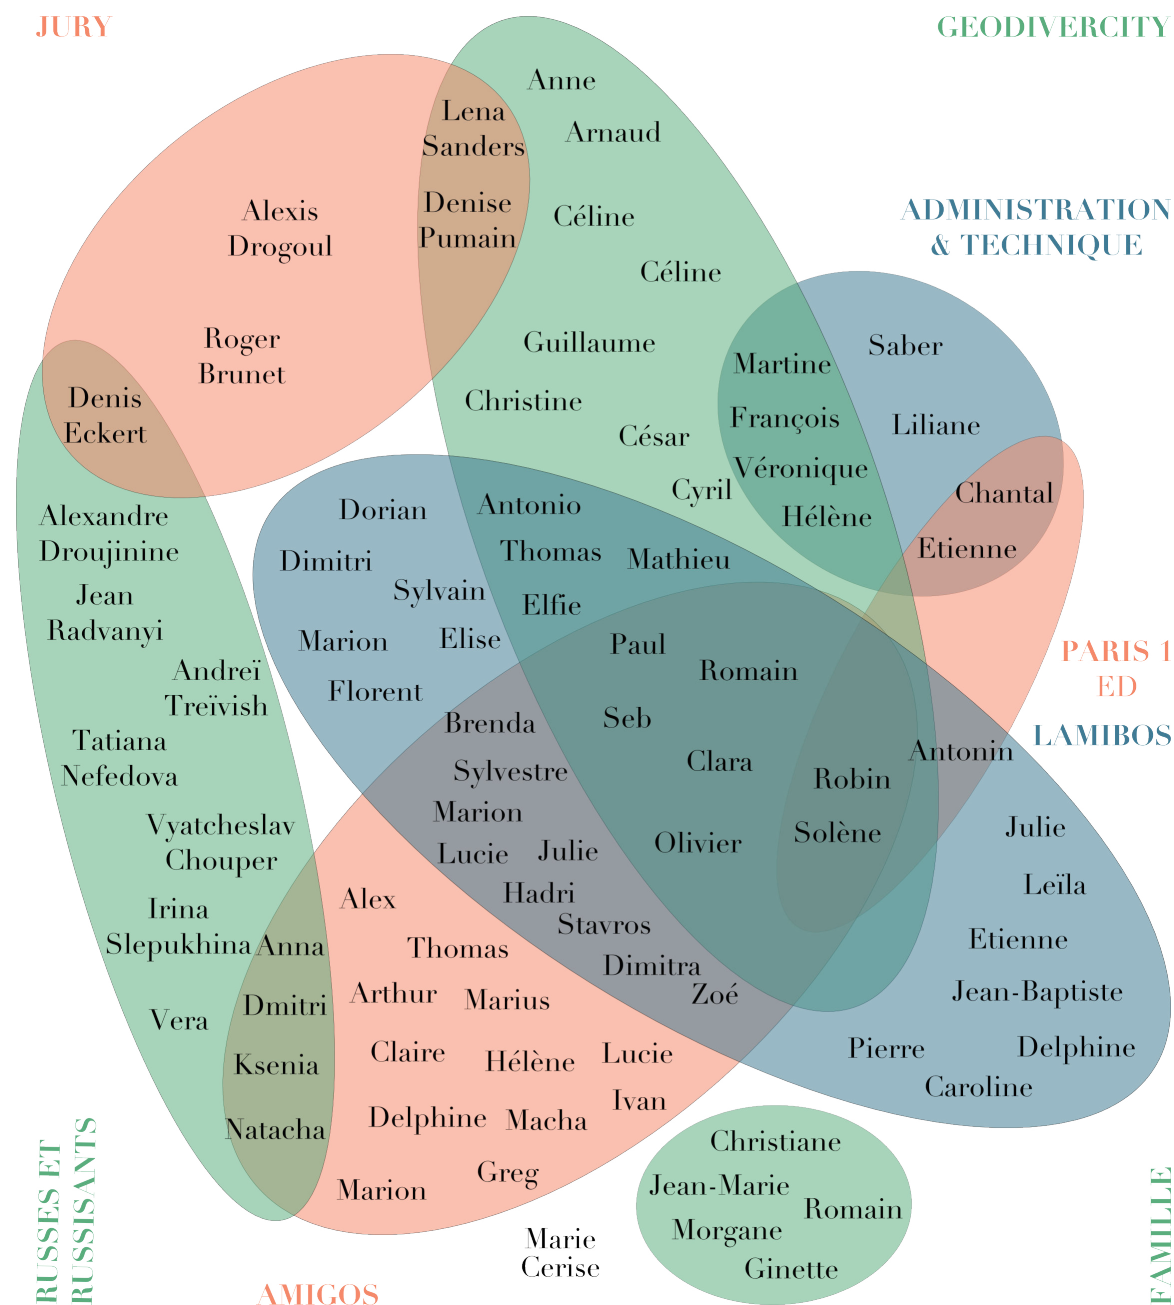 JURY
GEODIVERCITY
Anne
Lena
Sanders
Arnaud
Denise
Pumain
Alexis
Drogoul
Céline
ADMINISTRATION
& TECHNIQUE
Céline
Roger
Brunet
Guillaume
Martine
Saber
Denis
Eckert
Christine
César
François
Liliane
Véronique
Cyril
Hélène
Chantal
Etienne
Alexandre
Droujinine
Dorian
Antonio
Dimitri
Thomas
Mathieu
Jean
Radvanyi
Sylvain
Elfie
Marion
Elise
Paul
Romain
PARIS 1
ED
Andreï
Treïvish
Florent
Brenda
Seb
LAMIBOS
Tatiana
Nefedova
Sylvestre
Clara
Antonin
Robin
Marion
Vyatcheslav
Chouper
Lucie
Julie
Olivier
Solène
Julie
Irina
Slepukhina
Alex
Hadri
Stavros
Leïla
Anna
Thomas
Dimitra
Etienne
Vera
Dmitri
Arthur
Marius
Zoé
Jean-Baptiste
Ksenia
Claire
Hélène
Lucie
Pierre
Delphine
Ivan
Caroline
Natacha
Delphine
Macha
Marion
Greg
Christiane
Jean-Marie
Romain
Morgane
Ginette
Marie
Cerise
RUSSES ET
RUSSISANTS
AMIGOS
FAMILLE